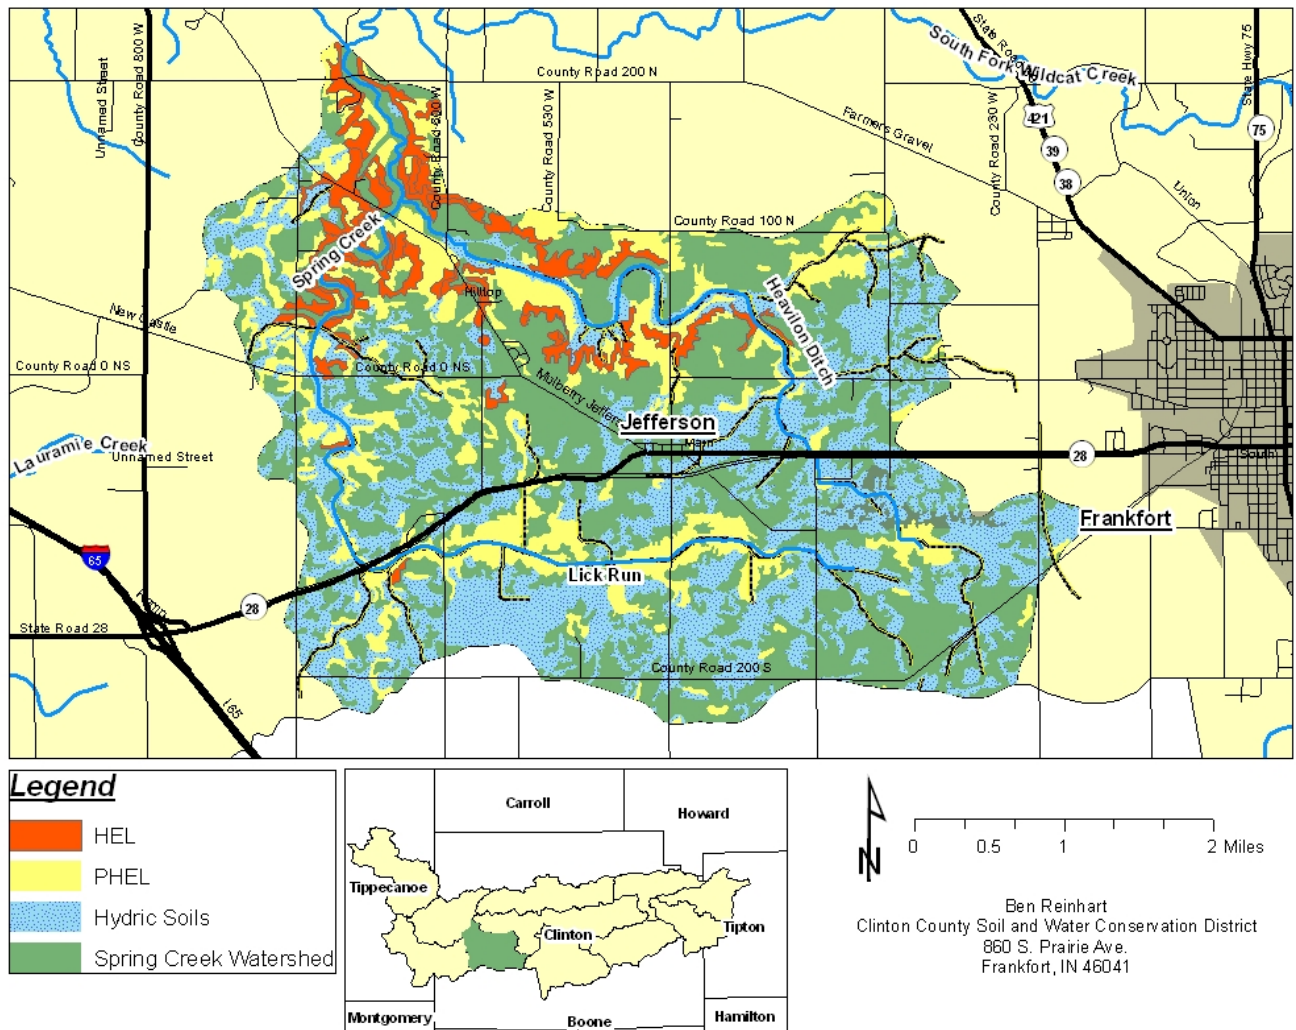 State Hwy 75
State Road
South Fork Wildcat Creek
County Road 800 W
Unnamed Street
County Road 200 N
County Road 600 W
County Road 530 W
County Road 230 W
Farmers Gravel
421
39
38
75
Union
County Road 100 N
Spring Creek
Heavilon Ditch
Hilltop
New Castle
County Road 0 NS
County Road 0 NS
Mulberry Jeffer
Jefferson
Main
Lauramie Creek
Unnamed Street
28
South
Frankfort
65
Lick Run
Ramp
28
State Road 28
County Road 200 S
I 65
Legend
HEL
PHEL
Hydric Soils
Spring Creek Watershed
Carroll
Howard
Tippecanoe
Clinton
Tipton
Montgomery
Boone
Hamilton
N
0 0.5 1 2 Miles
Ben Reinhart
Clinton County Soil and Water Conservation District
860 S. Prairie Ave.
Frankfort, IN 46041